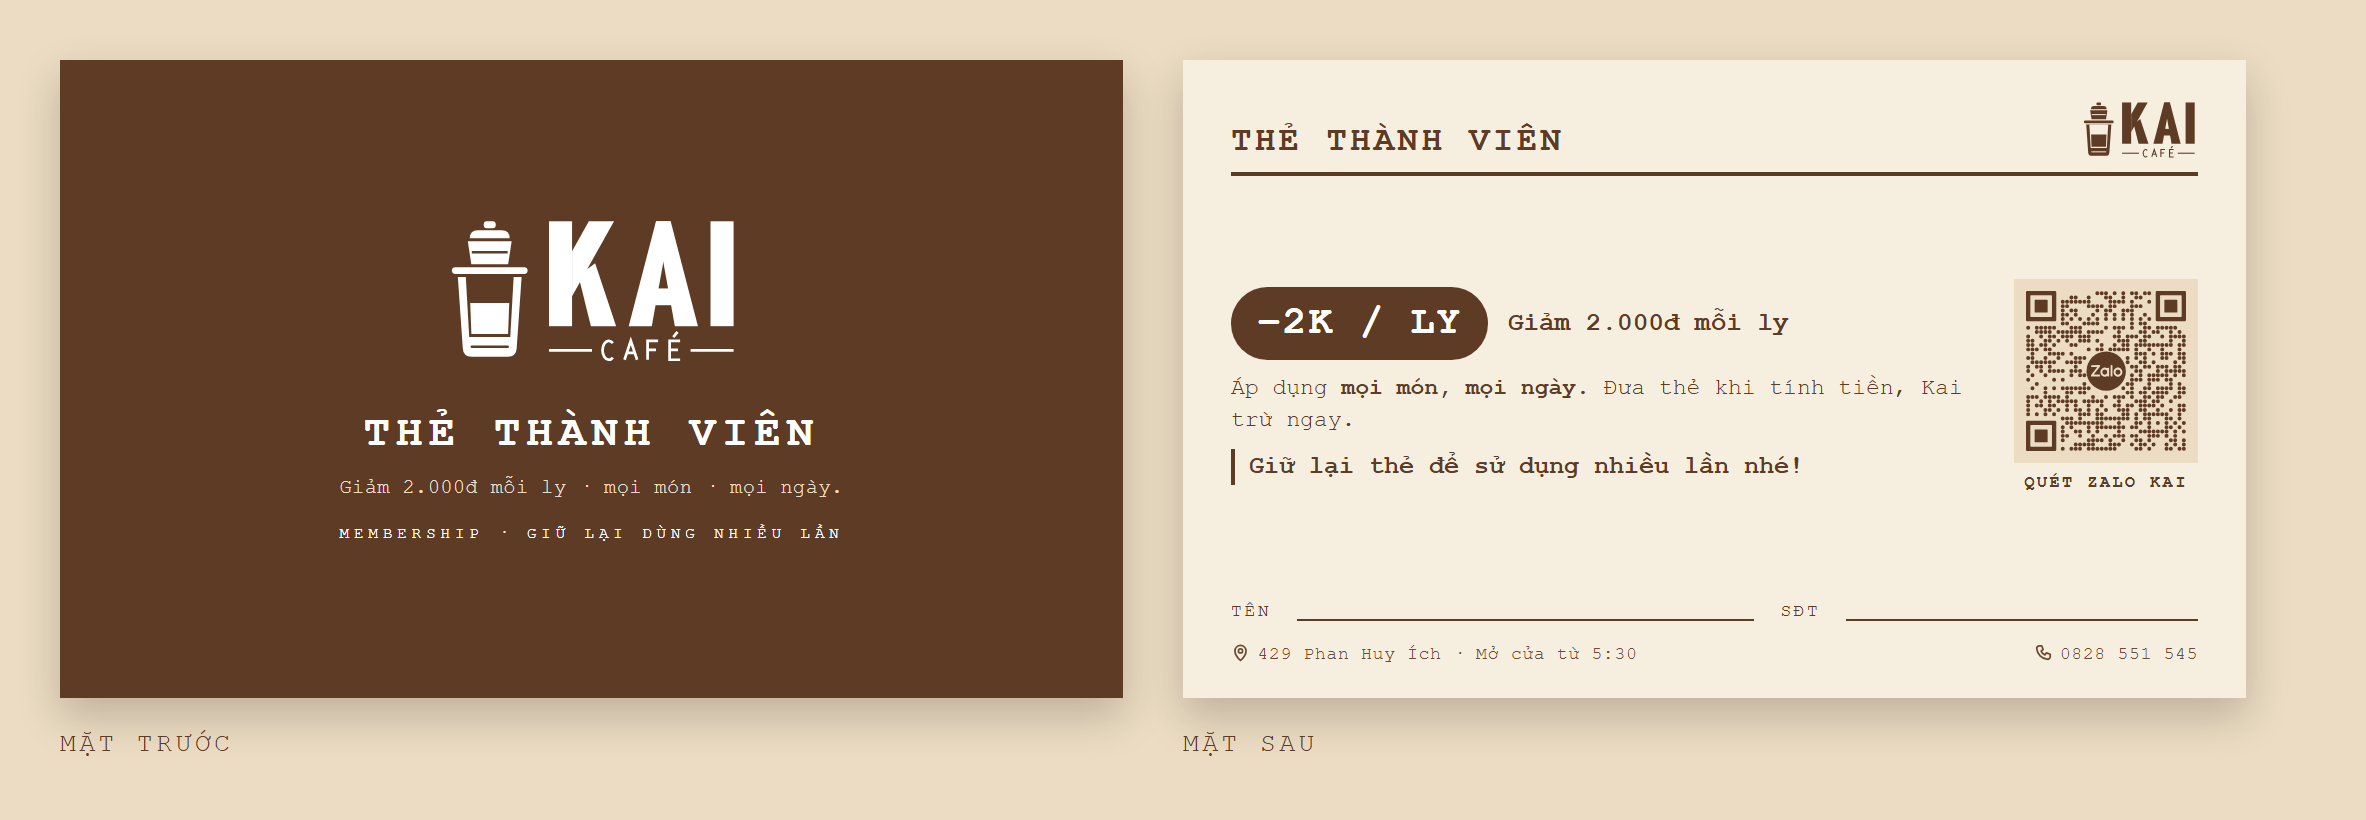 KAI
CAFÉ
THẺ THÀNH VIÊN
Giảm 2.000đ mỗi ly · mọi món · mọi ngày.
MEMBERSHIP · GIỮ LẠI DÙNG NHIỀU LẦN
MẶT TRƯỚC
THẺ THÀNH VIÊN
KAI
CAFÉ
−2K / LY
Giảm 2.000đ mỗi ly
Áp dụng mọi món, mọi ngày. Đưa thẻ khi tính tiền, Kai
trừ ngay.
Giữ lại thẻ để sử dụng nhiều lần nhé!
Zalo
QUÉT ZALO KAI
TÊN
SĐT
429 Phan Huy Ích · Mở cửa từ 5:30
0828 551 545
MẶT SAU